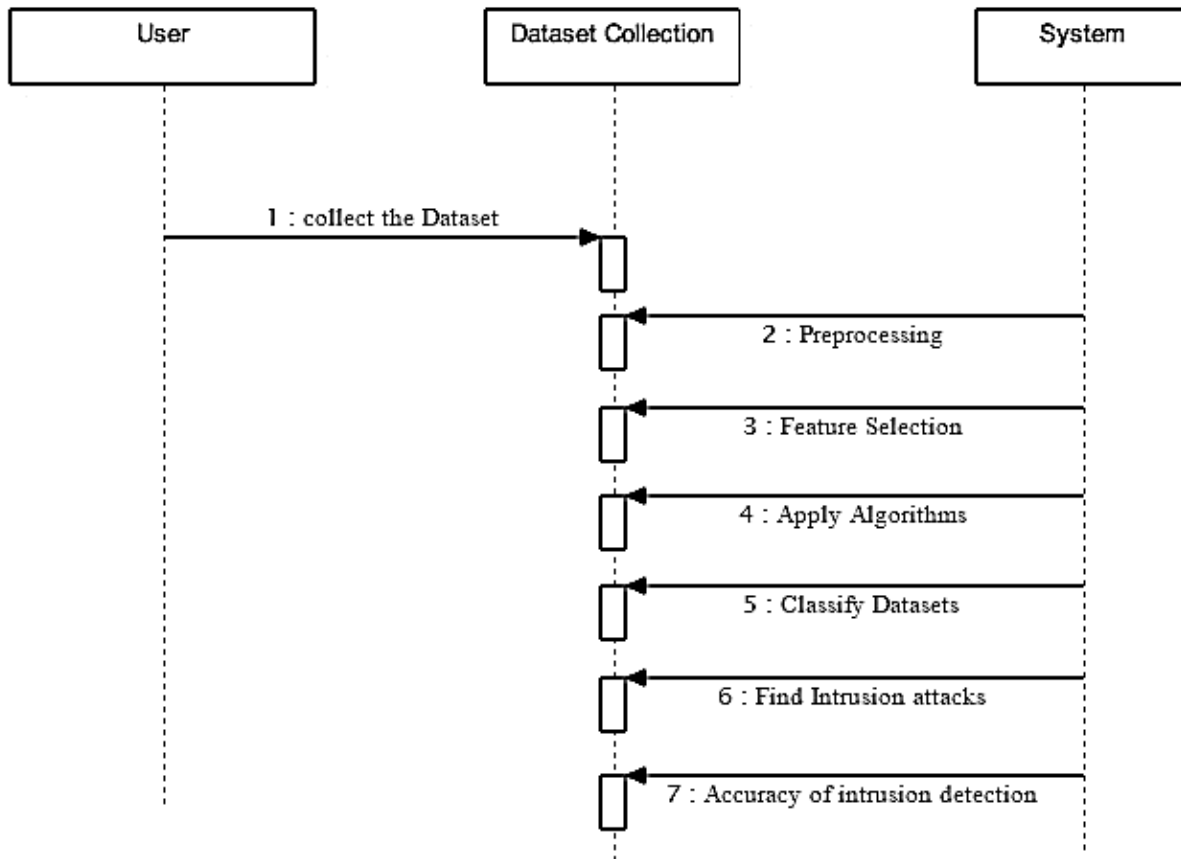 User
Dataset Collection
System
1 : collect the Dataset
2 : Preprocessing
3 : Feature Selection
4 : Apply Algorithms
5 : Classify Datasets
6 : Find Intrusion attacks
7 : Accuracy of intrusion detection